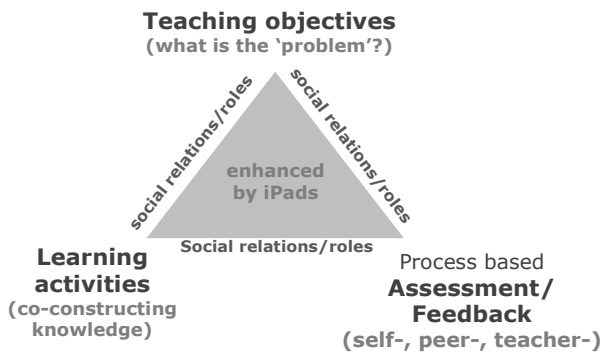 Teaching objectives
(what is the ‘problem’?)
social relations/roles
social relations/roles
enhanced
by iPads
Social relations/roles
Learning
activities
(co-constructing
knowledge)
Process based
Assessment/
Feedback
(self-, peer-, teacher-)